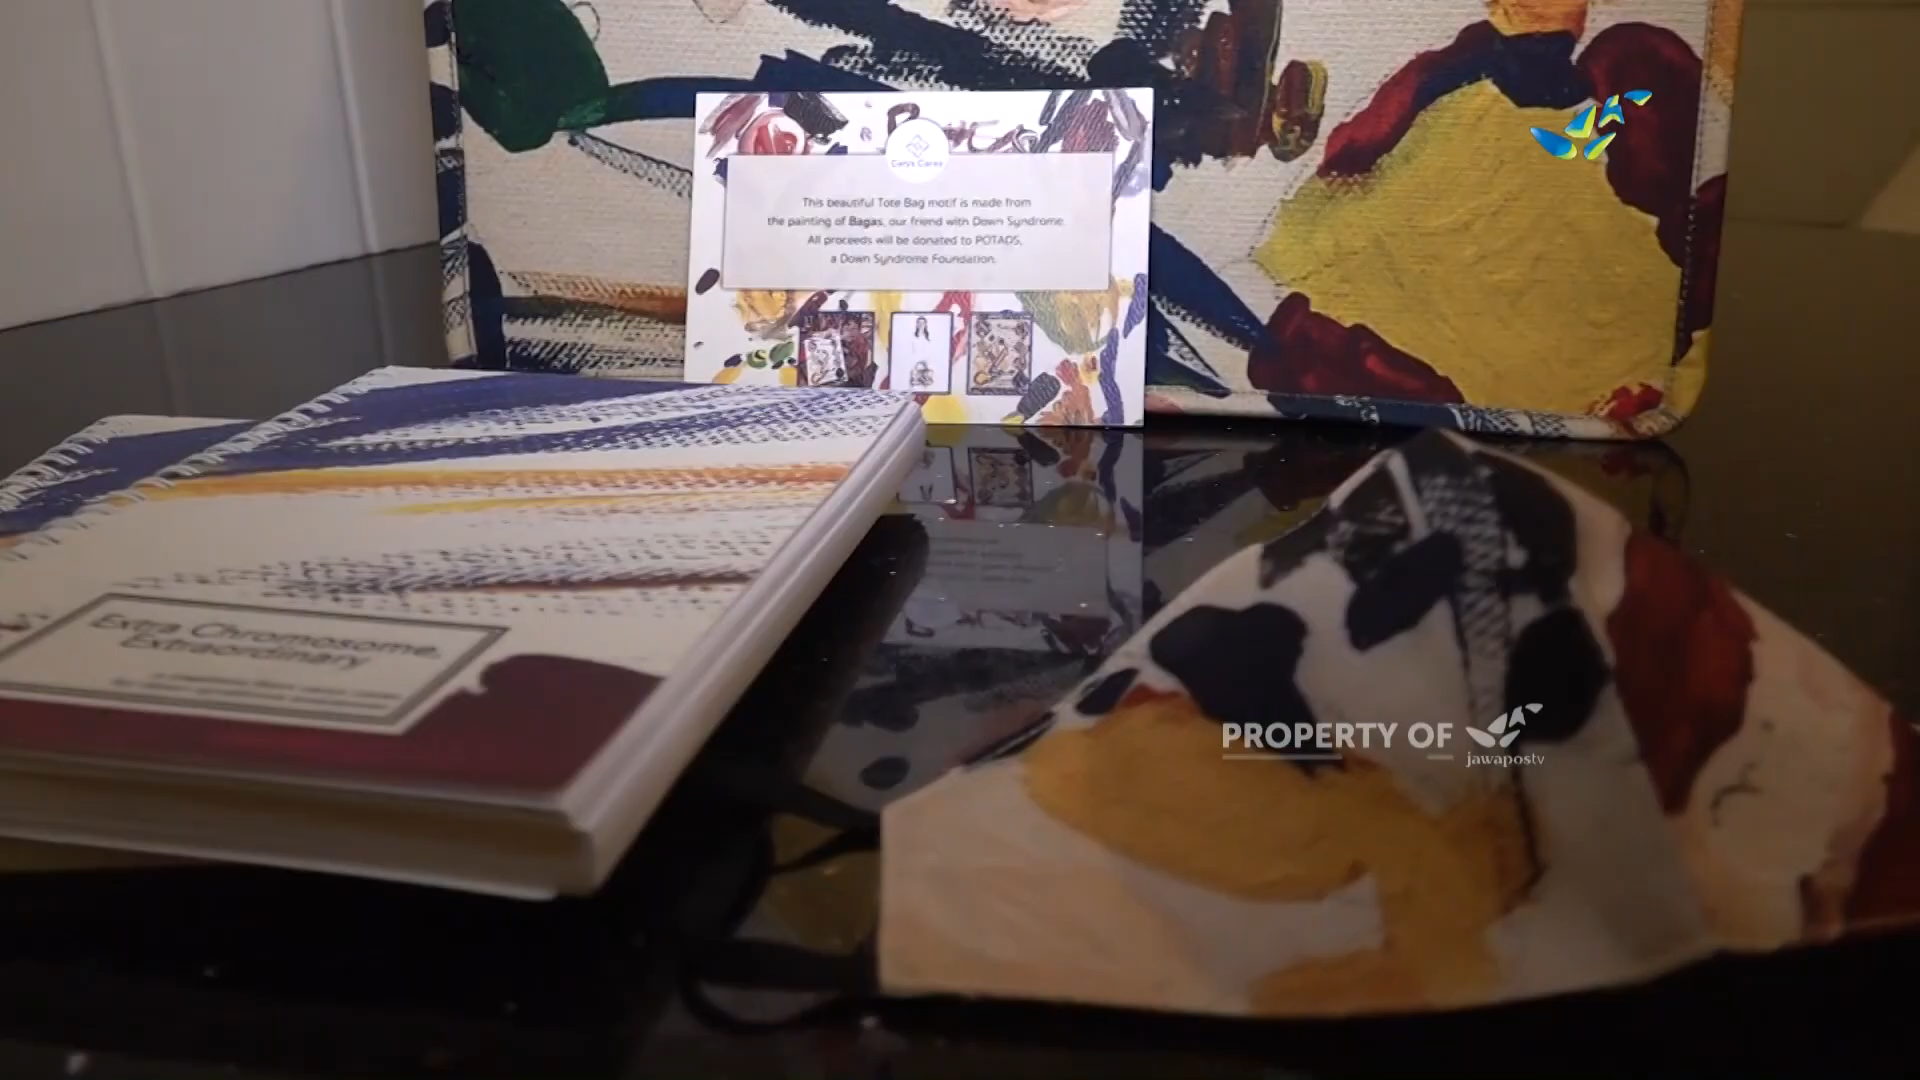 Carys Cares
This beautiful Tote Bag motif is made from
the painting of Bagas, our friend with Down Syndrome.
All proceeds will be donated to POTADS,
a Down Syndrome Foundation.
Extra Chromosome,
Extraordinary
PROPERTY OF
jawapostv